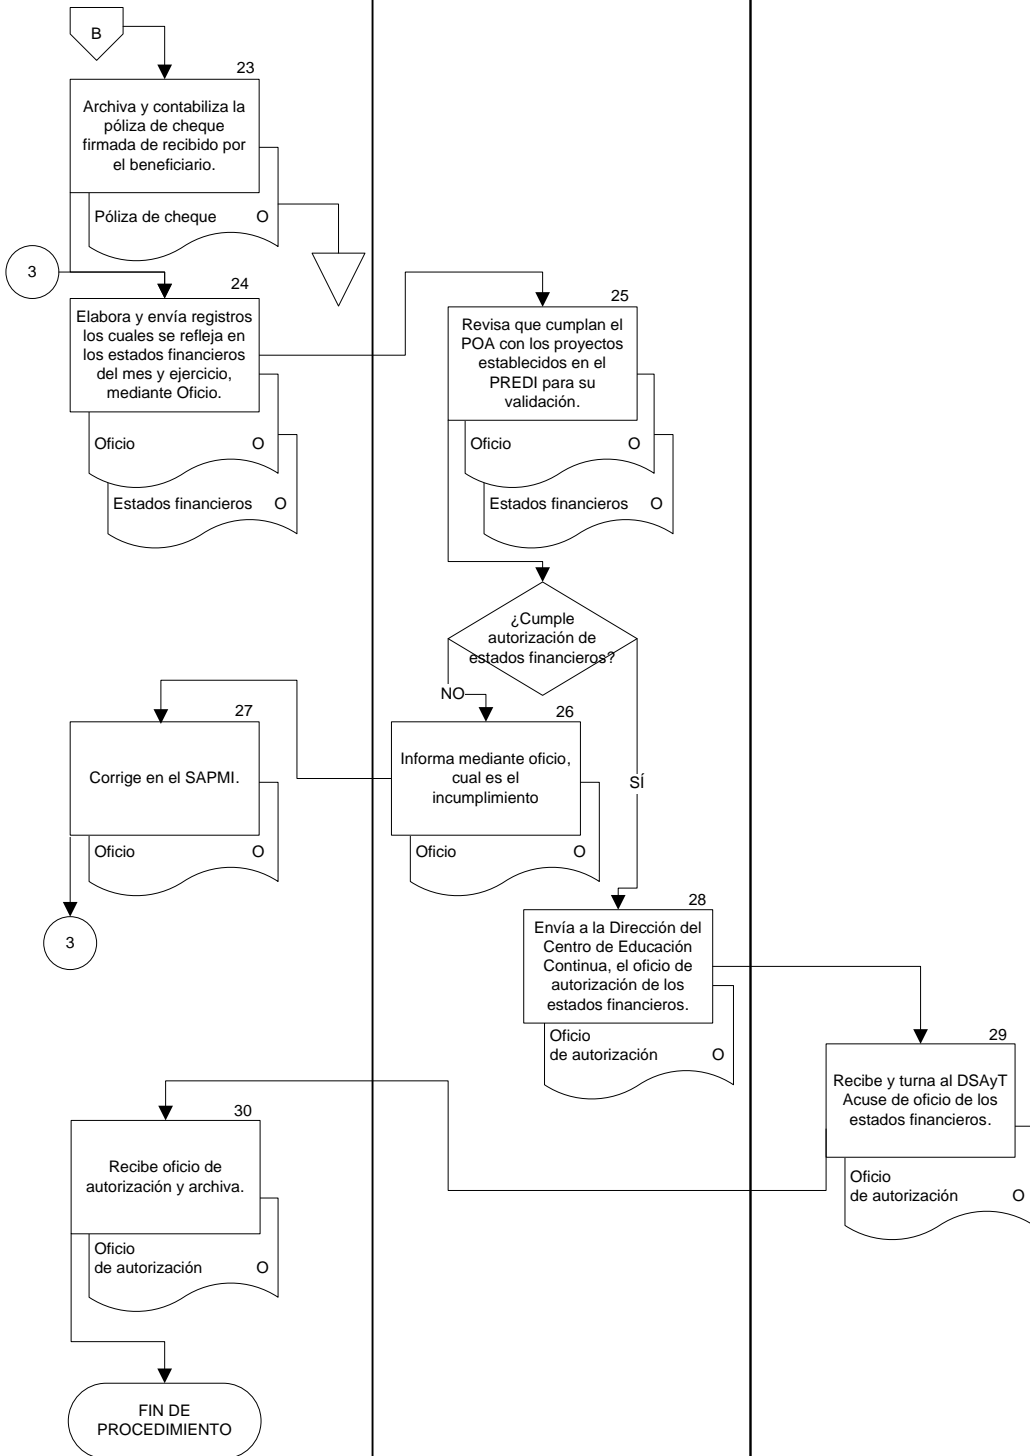 B
23
Archiva y contabiliza la
póliza de cheque
firmada de recibido por
el beneficiario.
Póliza de cheque O
3
24
Elabora y envía registros
los cuales se refleja en
los estados financieros
del mes y ejercicio,
mediante Oficio.
Oficio O
Estados financieros O
25
Revisa que cumplan el
POA con los proyectos
establecidos en el
PREDI para su
validación.
Oficio O
Estados financieros O
¿Cumple
autorización de
estados financieros?
NO
SÍ
26
Informa mediante oficio,
cual es el
incumplimiento
Oficio O
27
Corrige en el SAPMI.
Oficio O
3
28
Envía a la Dirección del
Centro de Educación
Continua, el oficio de
autorización de los
estados financieros.
Oficio
de autorización O
29
Recibe y turna al DSAyT
Acuse de oficio de los
estados financieros.
Oficio
de autorización O
30
Recibe oficio de
autorización y archiva.
Oficio
de autorización O
FIN DE
PROCEDIMIENTO